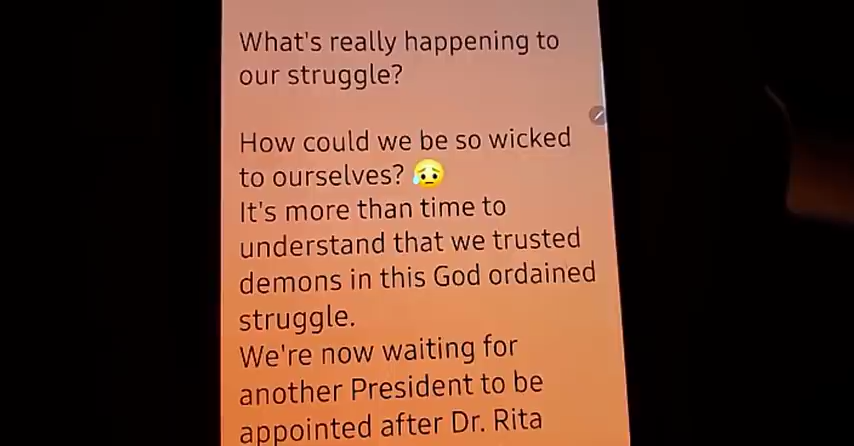 What's really happening to
our struggle?
How could we be so wicked
to ourselves? 😥
It's more than time to
understand that we trusted
demons in this God ordained
struggle.
We're now waiting for
another President to be
appointed after Dr. Rita